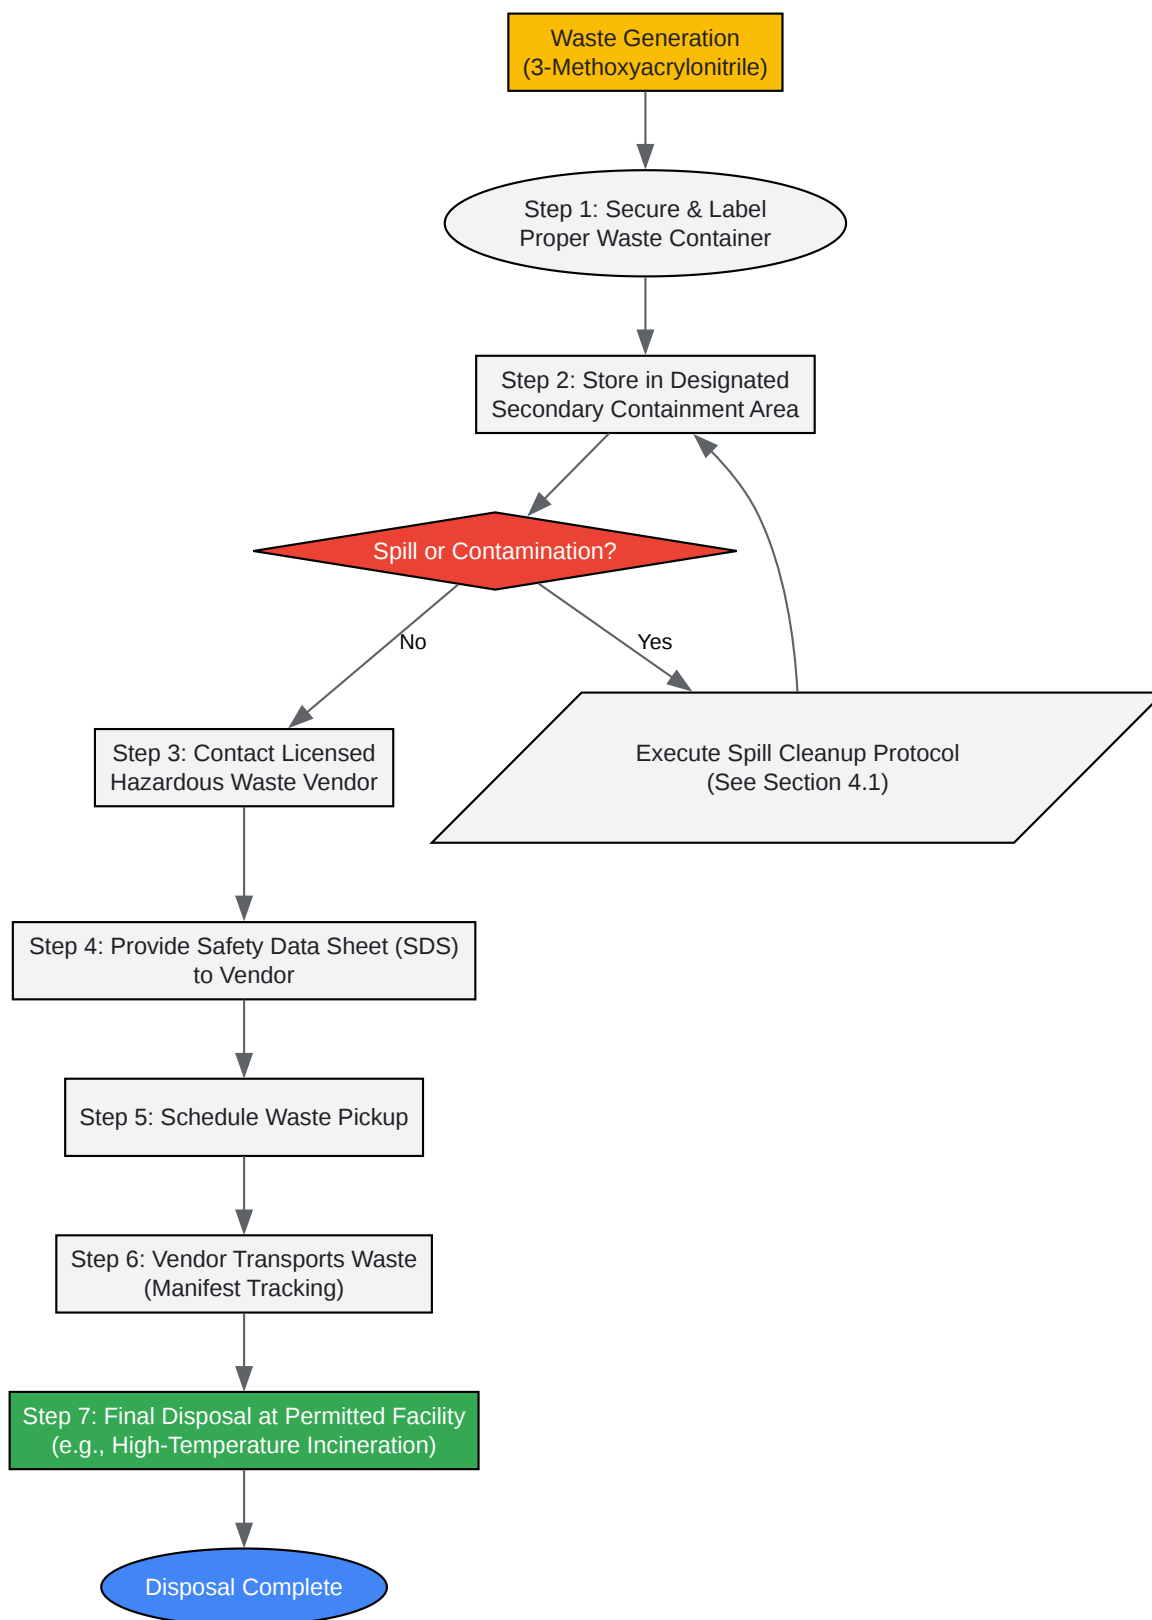 Waste Generation
(3-Methoxyacrylonitrile)
Step 1: Secure & Label
Proper Waste Container
Step 2: Store in Designated
Secondary Containment Area
Spill or Contamination?
No
Yes
Step 3: Contact Licensed
Hazardous Waste Vendor
Execute Spill Cleanup Protocol
(See Section 4.1)
Step 4: Provide Safety Data Sheet (SDS)
to Vendor
Step 5: Schedule Waste Pickup
Step 6: Vendor Transports Waste
(Manifest Tracking)
Step 7: Final Disposal at Permitted Facility
(e.g., High-Temperature Incineration)
Disposal Complete